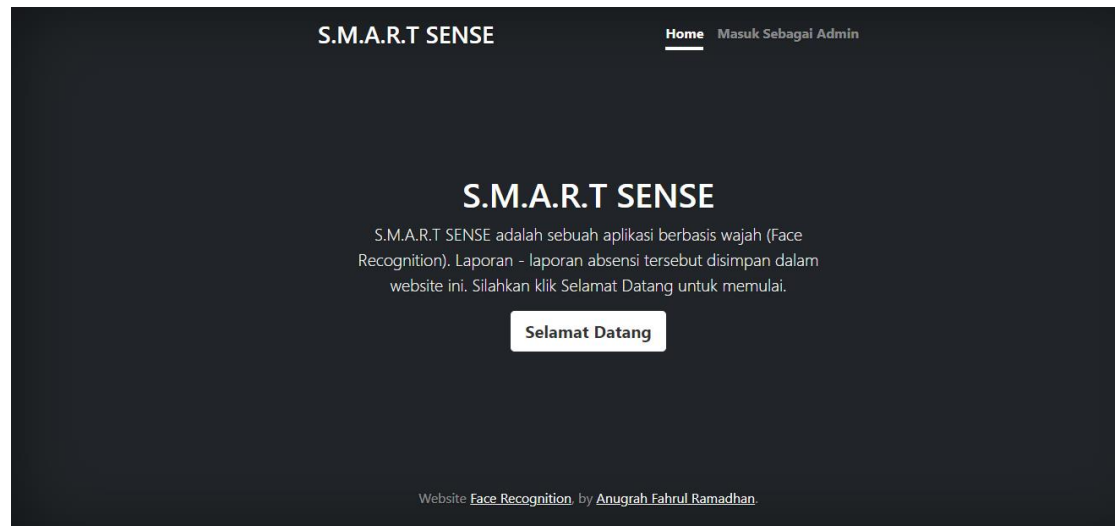 S.M.A.R.T SENSE
Home Masuk Sebagai Admin
S.M.A.R.T SENSE
S.M.A.R.T SENSE adalah sebuah aplikasi berbasis wajah (Face
Recognition). Laporan - laporan absensi tersebut disimpan dalam
website ini. Silahkan klik Selamat Datang untuk memulai.
Selamat Datang
Website Face Recognition, by Anugrah Fahrul Ramadhan.